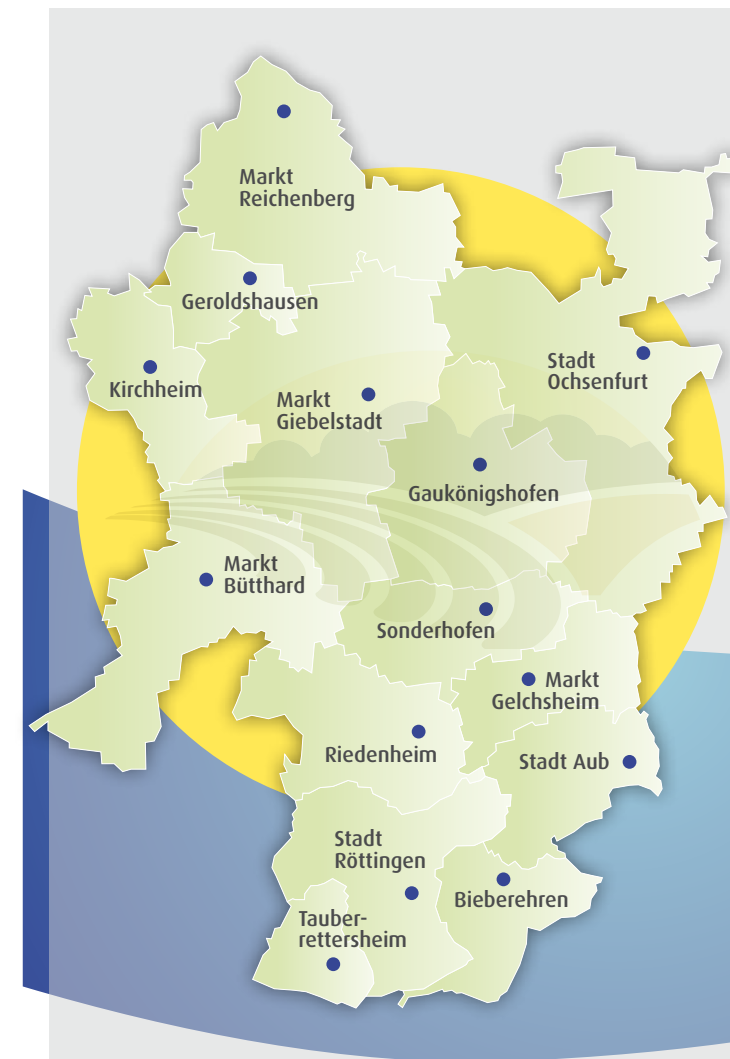 Markt
Reichenberg
Geroldshausen
Kirchheim
Markt
Giebelstadt
Stadt
Ochsenfurt
Gaukönigshofen
Markt
Bütthard
Sonderhofen
Markt
Gelchsheim
Riedenheim
Stadt Aub
Stadt
Röttingen
Bieberehren
Tauber-
rettersheim